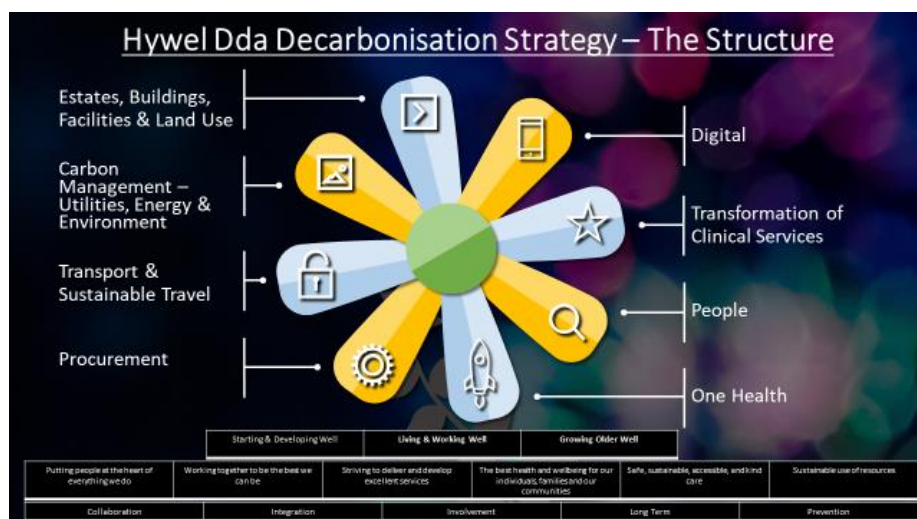 Hywel Dda Decarbonisation Strategy – The Structure
Estates, Buildings,
Facilities & Land Use
Carbon
Management –
Utilities, Energy &
Environment
Transport &
Sustainable Travel
Procurement
Digital
Transformation of
Clinical Services
People
One Health
Starting & Developing Well
Living & Working Well
Growing Older Well
Putting people at the heart of
everything we do
Working together to be the best we
can be
Striving to deliver and develop
excellent services
The best health and wellbeing for our
individuals, families and our
communities
Safe, sustainable, accessible, and kind
care
Sustainable use of resources
Collaboration
Integration
Involvement
Long Term
Prevention